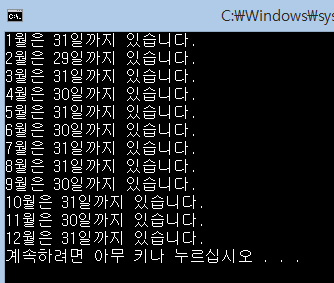 C:\Windows\sys
1월은 31일까지 있습니다.
2월은 29일까지 있습니다.
3월은 31일까지 있습니다.
4월은 30일까지 있습니다.
5월은 31일까지 있습니다.
6월은 30일까지 있습니다.
7월은 31일까지 있습니다.
8월은 31일까지 있습니다.
9월은 30일까지 있습니다.
10월은 31일까지 있습니다.
11월은 30일까지 있습니다.
12월은 31일까지 있습니다.
계속하려면 아무 키나 누르십시오 . . .